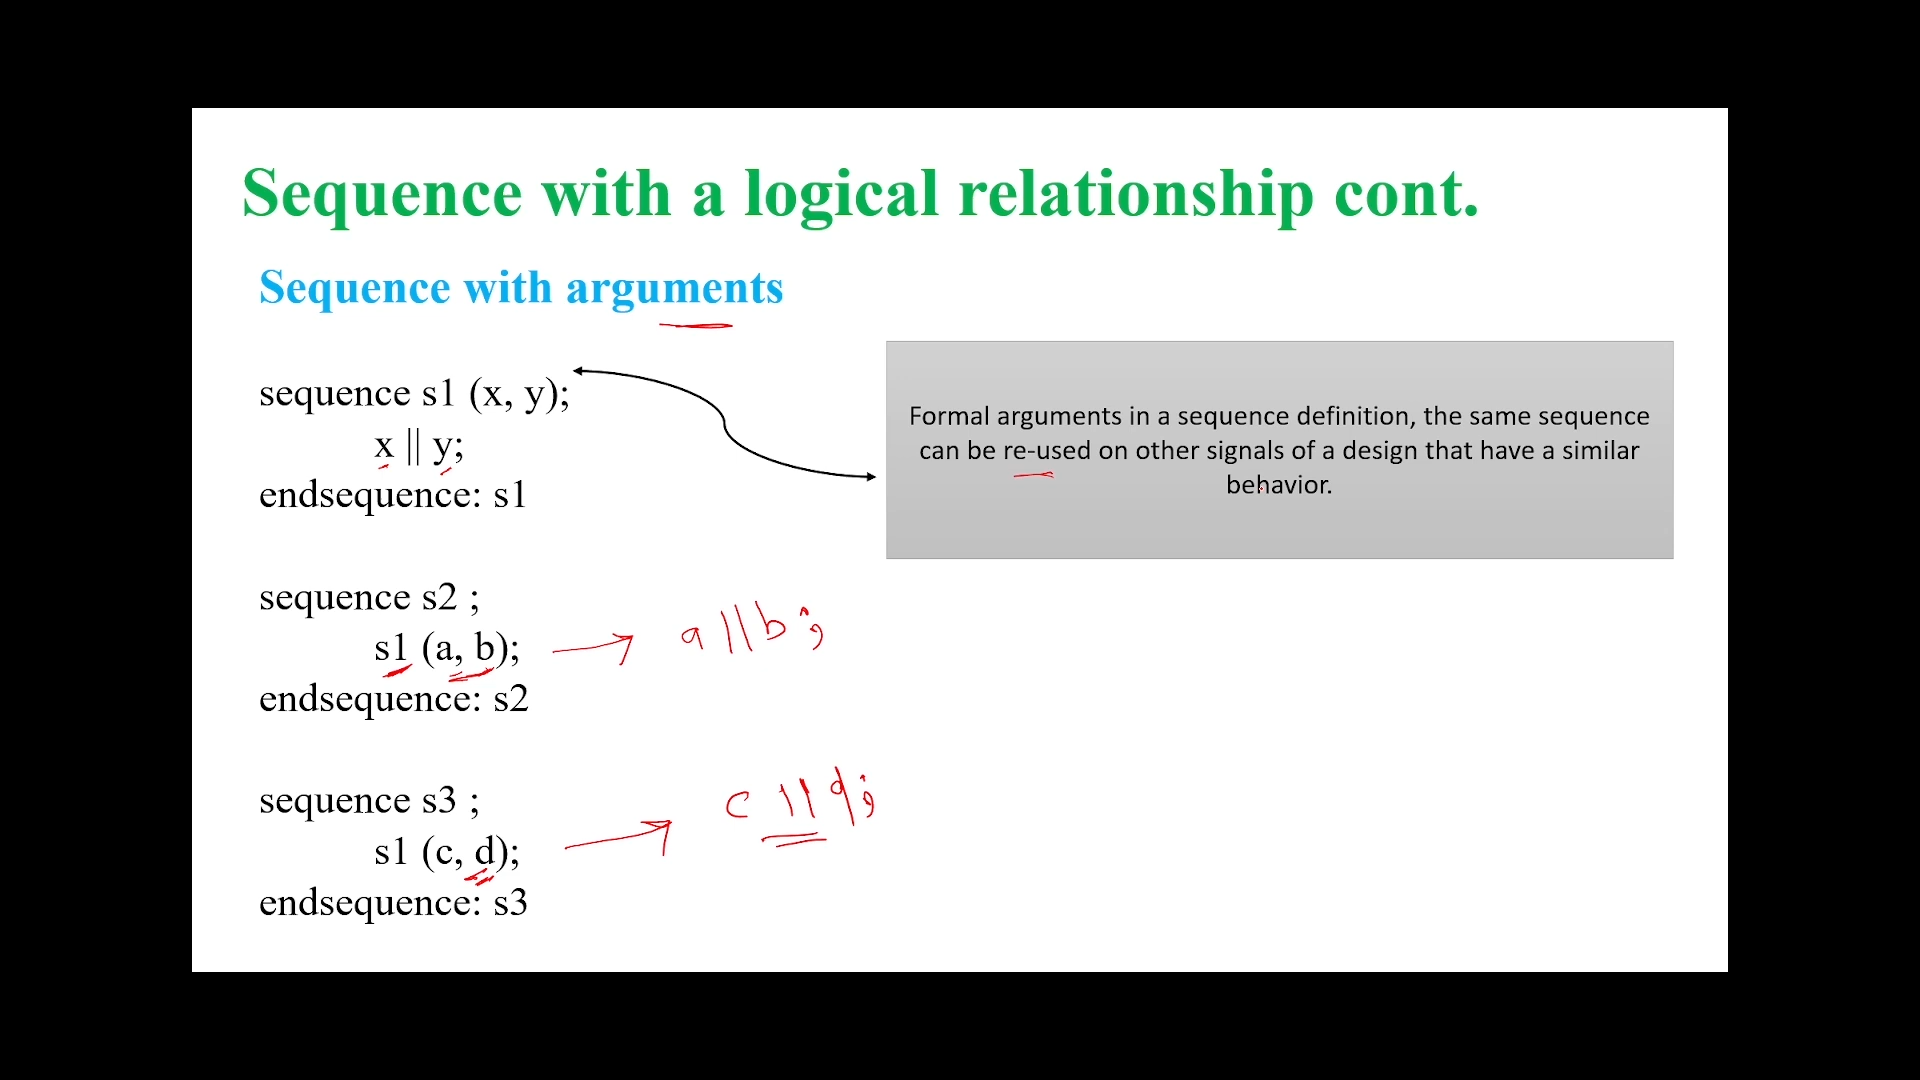 Sequence with a logical relationship cont.
Sequence with arguments
sequence s1 (x, y);
x || y;
endsequence: s1
Formal arguments in a sequence definition, the same sequence
can be re-used on other signals of a design that have a similar
behavior.
sequence s2 ;
s1 (a, b);
a || b ;
endsequence: s2
sequence s3 ;
s1 (c, d);
c || d ;
endsequence: s3